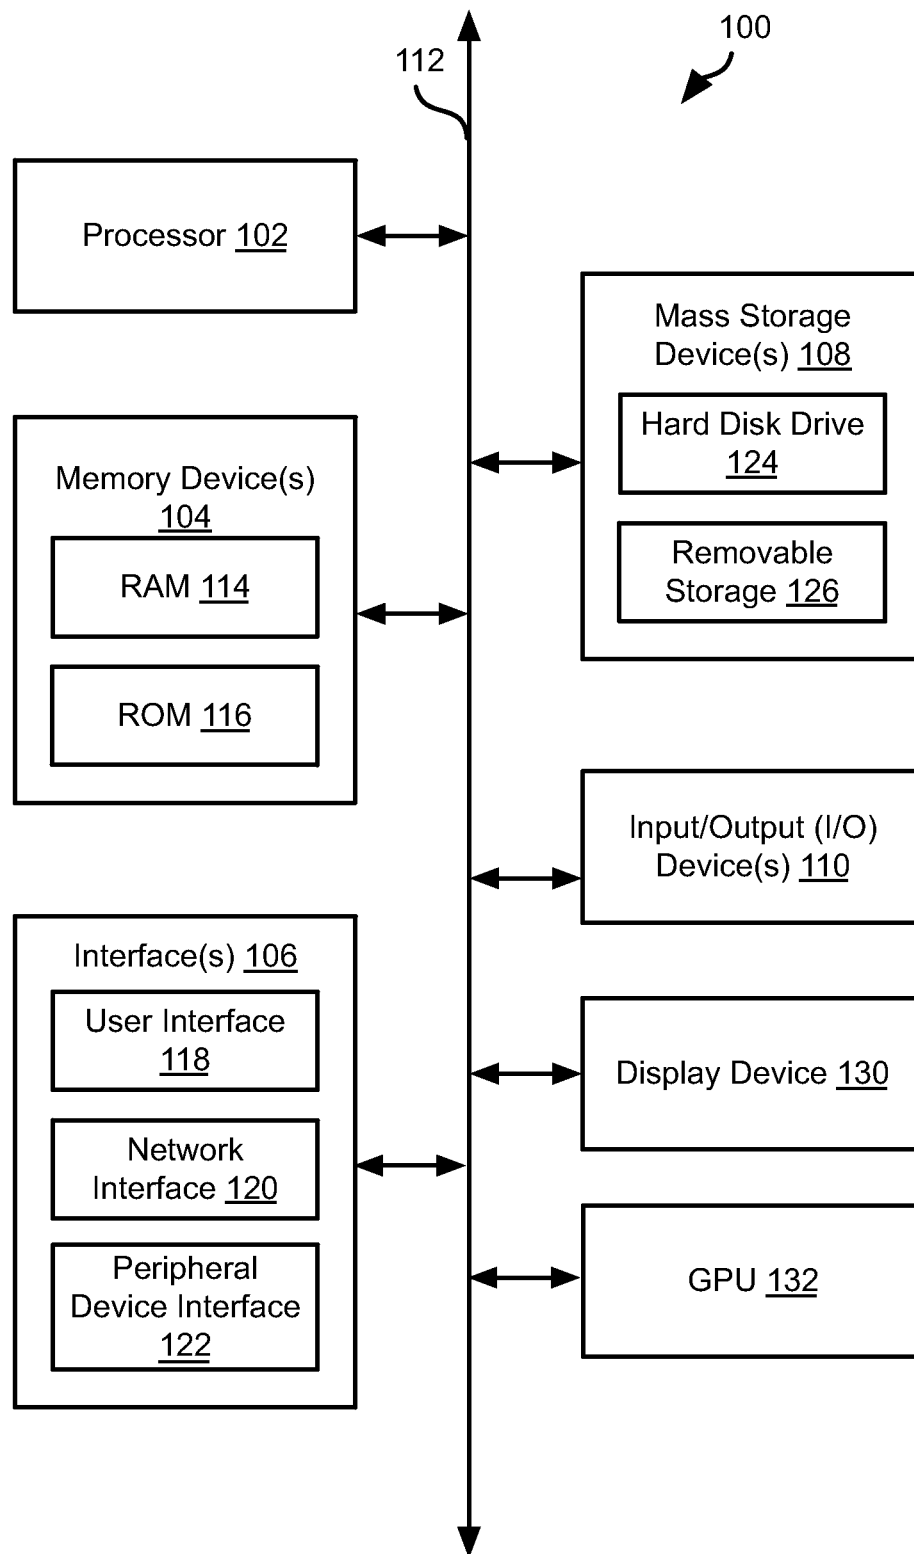 100
112
Processor 102
Mass Storage
Device(s) 108
Hard Disk Drive
124
Removable
Storage 126
Memory Device(s)
104
RAM 114
ROM 116
Input/Output (I/O)
Device(s) 110
Interface(s) 106
User Interface
118
Network
Interface 120
Peripheral
Device Interface
122
Display Device 130
GPU 132